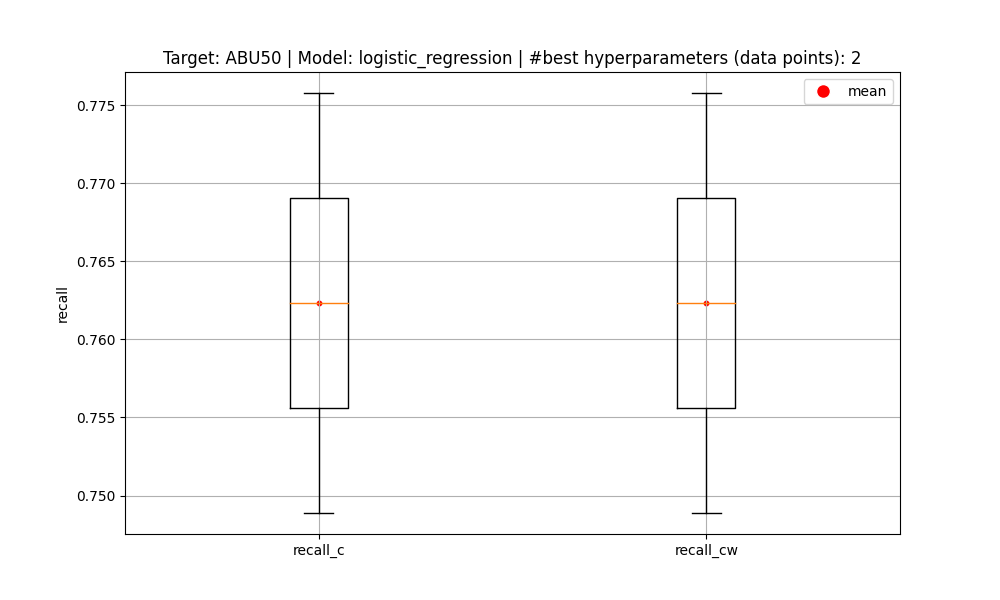 Target: ABU50 | Model: logistic_regression | #best hyperparameters (data points): 2
mean
0.775
0.770
0.765
0.760
0.755
0.750
recall
recall_c
recall_cw